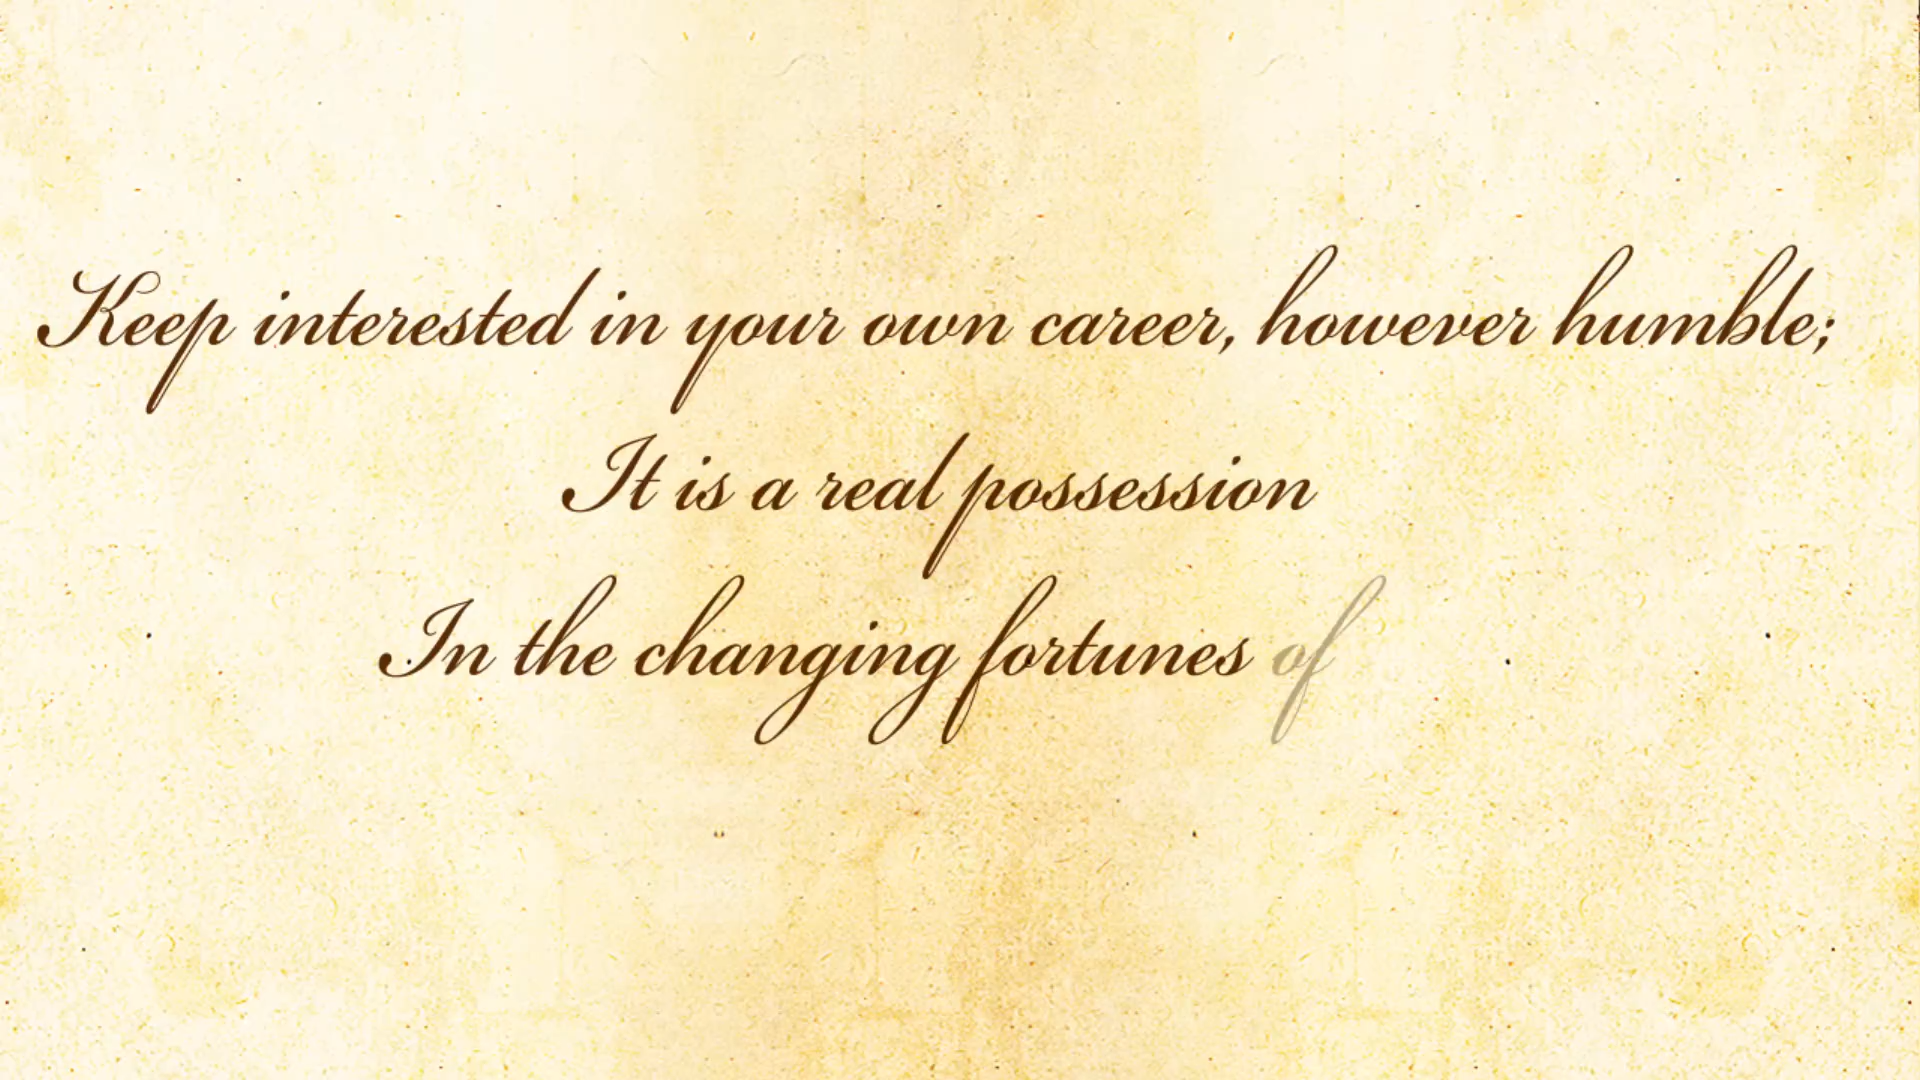 Keep interested in your own career, however humble;
It is a real possession
In the changing fortunes of